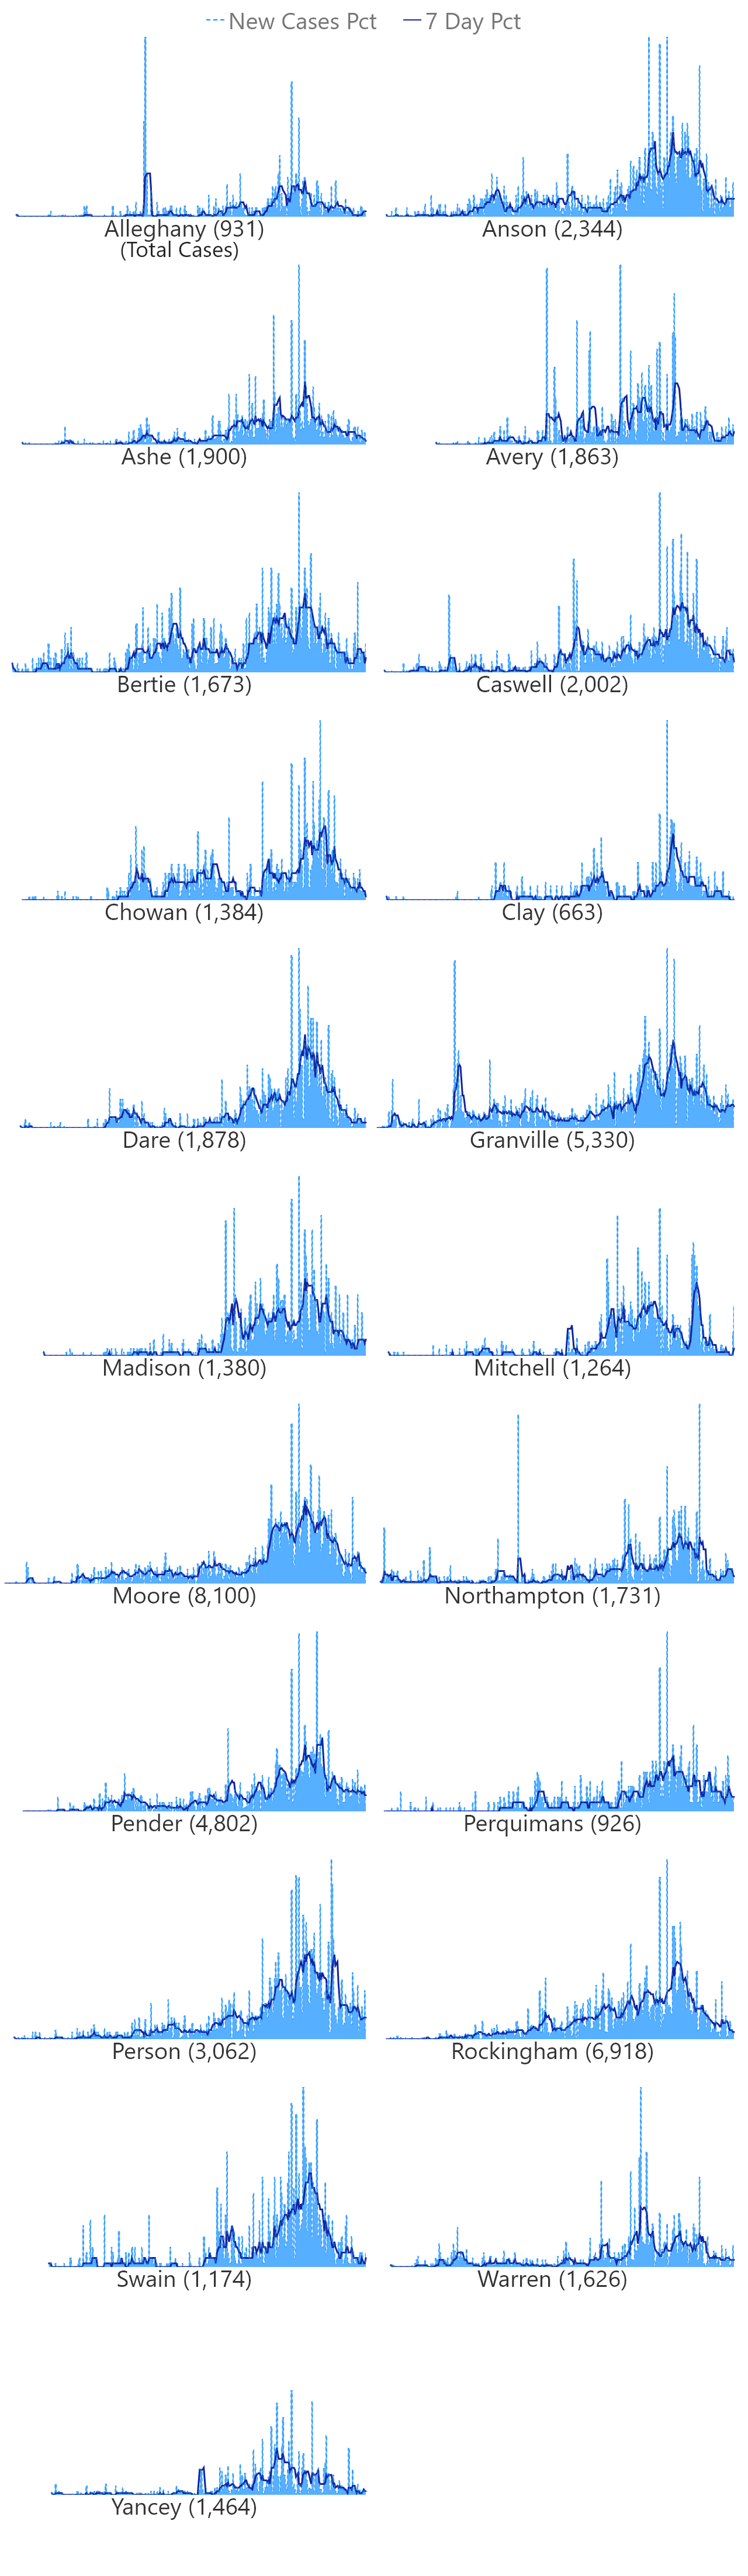 New Cases Pct 7 Day Pct
Alleghany (931) Anson (2,344)
(Total Cases)
Ashe (1,900) Avery (1,863)
Bertie (1,673) Caswell (2,002)
Chowan (1,384) Clay (663)
Dare (1,878) Granville (5,330)
Madison (1,380) Mitchell (1,264)
Moore (8,100) Northampton (1,731)
Pender (4,802) Perquimans (926)
Person (3,062) Rockingham (6,918)
Swain (1,174) Warren (1,626)
Yancey (1,464)